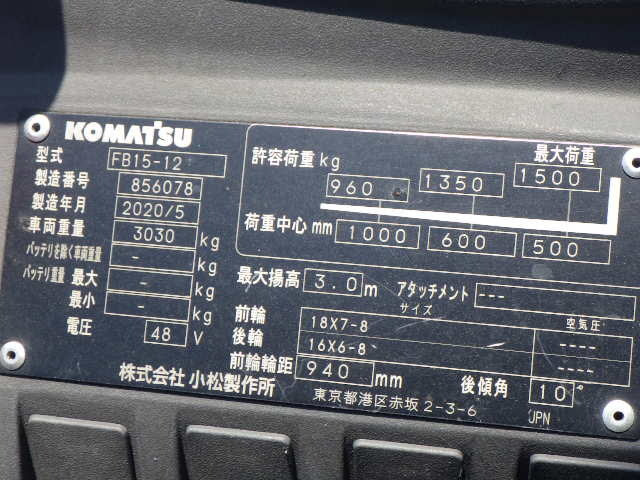 KOMATSU
型式 FB15-12
製造番号 856078
製造年月 2020/5
車両重量 3030 kg
バッテリを除く車両重量 - kg
バッテリ重量 最大 - kg
最小 - kg
電圧 48 V
株式会社 小松製作所
許容荷重 kg 960 1350 最大荷重 1500
荷重中心 mm 1000 600 500
最大揚高 3.0 m アタッチメント ---
サイズ 空気圧
前輪 18X7-8 ----
後輪 16X6-8 ----
前輪輪距 940 mm 後傾角 10°
東京都港区赤坂 2-3-6 JPN